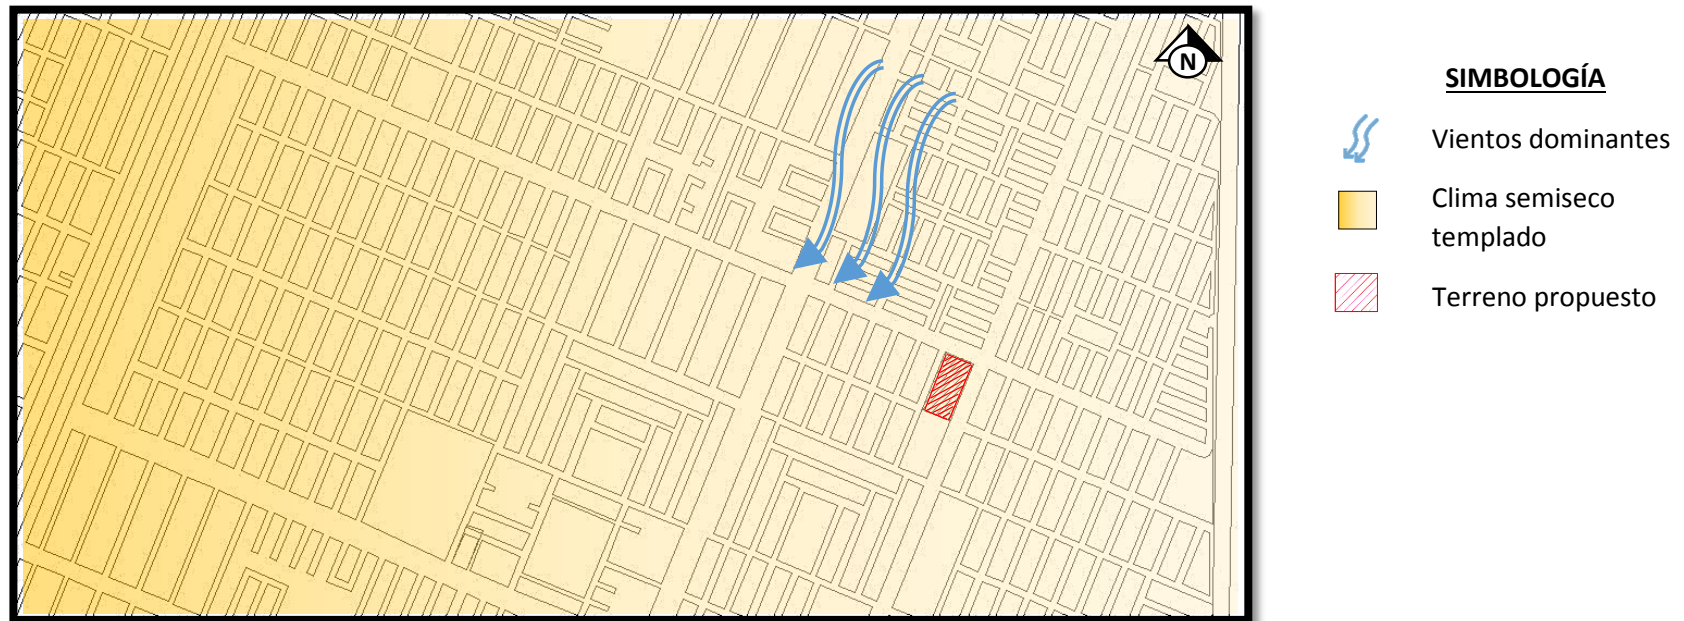 N
SIMBOLOGÍA
Vientos dominantes
Clima semiseco
templado
Terreno propuesto